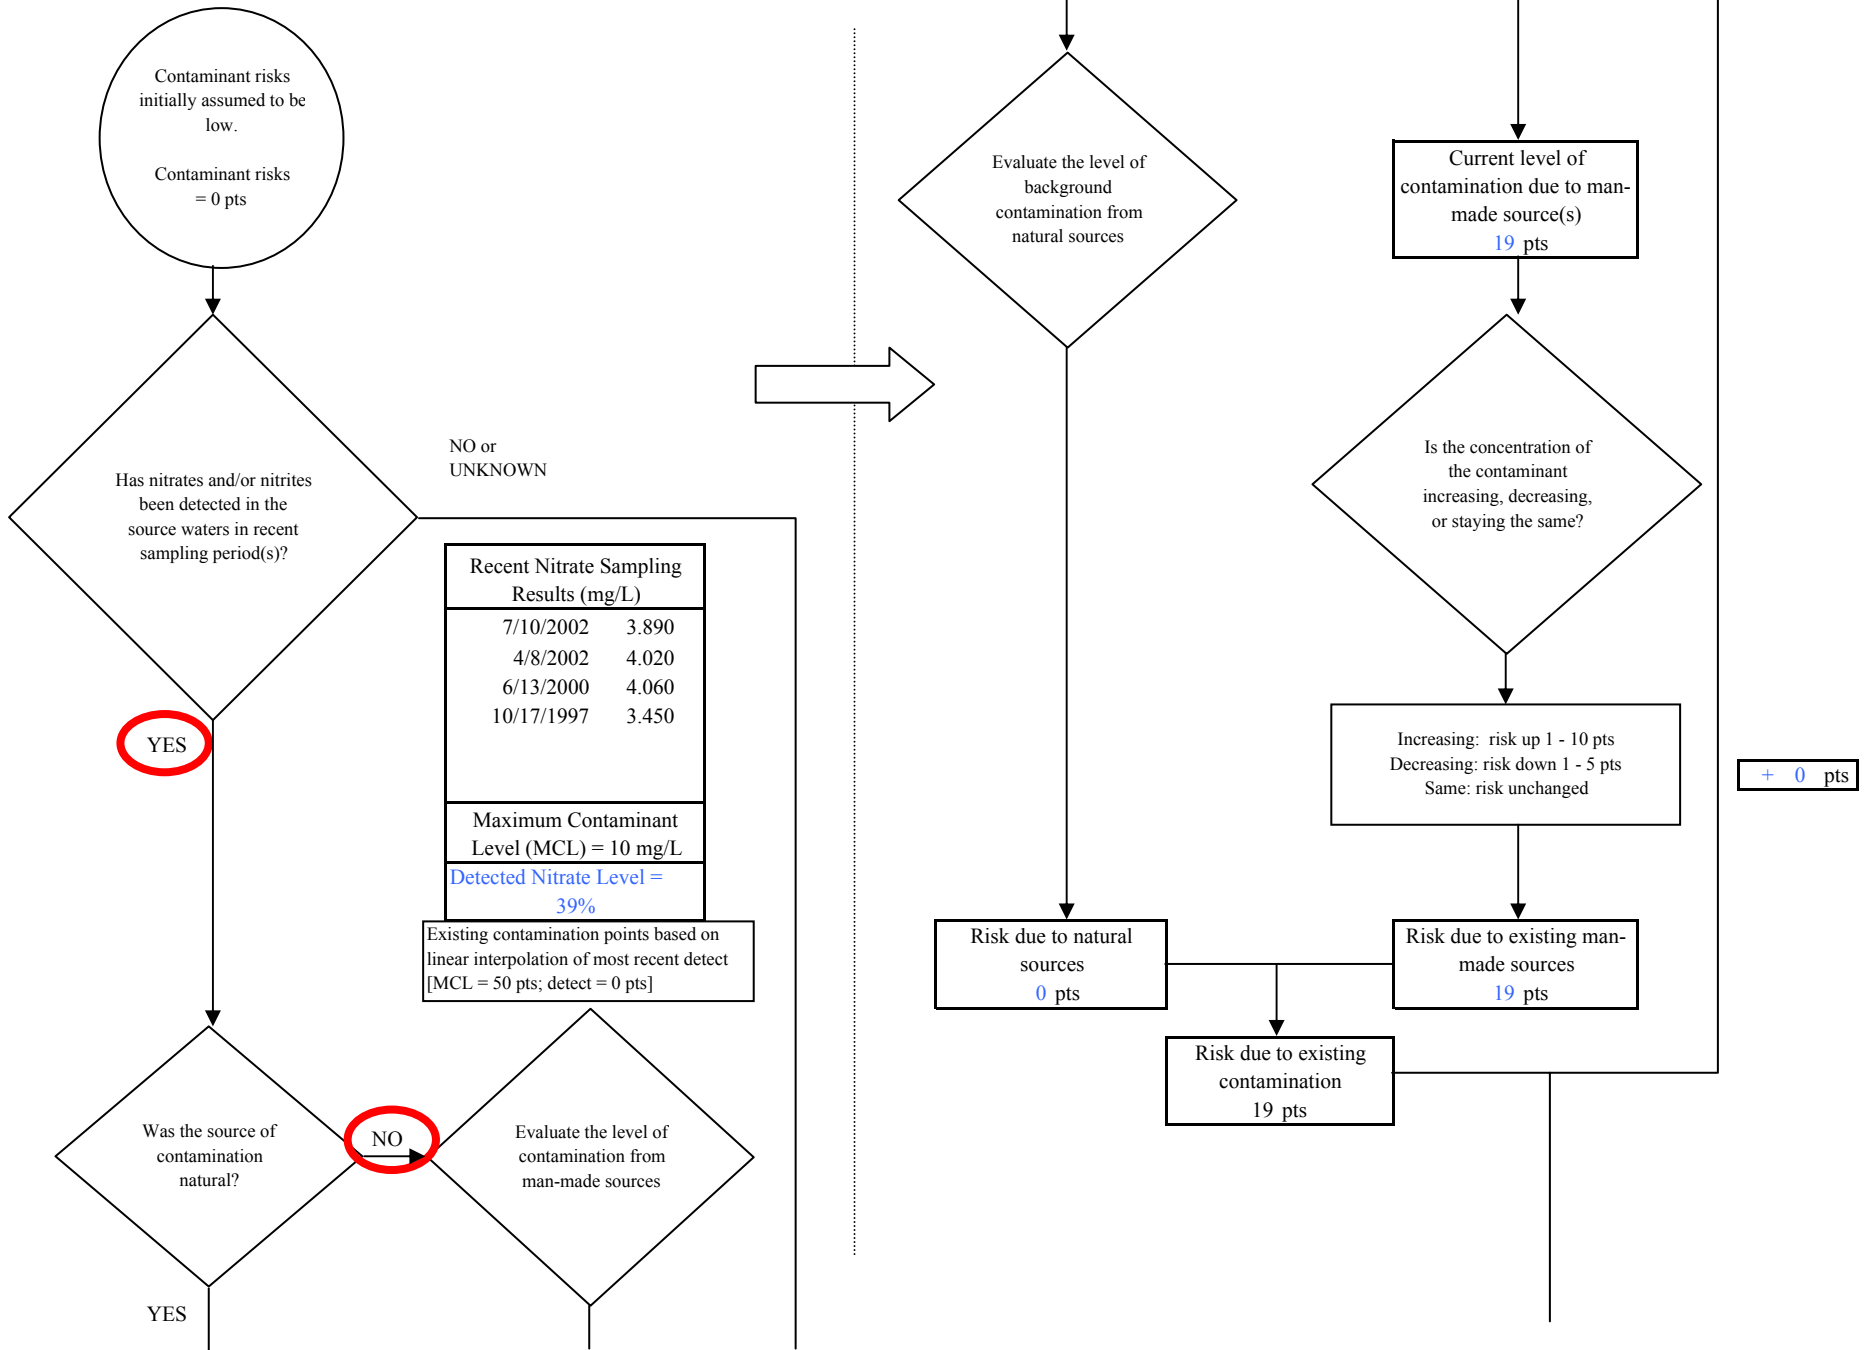 Contaminant risks
initially assumed to be
low.
Contaminant risks
= 0 pts
Has nitrates and/or nitrites
been detected in the
source waters in recent
sampling period(s)?
NO or
UNKNOWN
Recent Nitrate Sampling
Results (mg/L)
7/10/2002 3.890
4/8/2002 4.020
6/13/2000 4.060
10/17/1997 3.450
Maximum Contaminant
Level (MCL) = 10 mg/L
Detected Nitrate Level =
39%
Existing contamination points based on
linear interpolation of most recent detect
[MCL = 50 pts; detect = 0 pts]
YES
Was the source of
contamination
natural?
NO
Evaluate the level of
contamination from
man-made sources
YES
Evaluate the level of
background
contamination from
natural sources
Current level of
contamination due to man-
made source(s)
19 pts
Is the concentration of
the contaminant
increasing, decreasing,
or staying the same?
Increasing: risk up 1 - 10 pts
Decreasing: risk down 1 - 5 pts
Same: risk unchanged
+ 0 pts
Risk due to natural
sources
0 pts
Risk due to existing man-
made sources
19 pts
Risk due to existing
contamination
19 pts